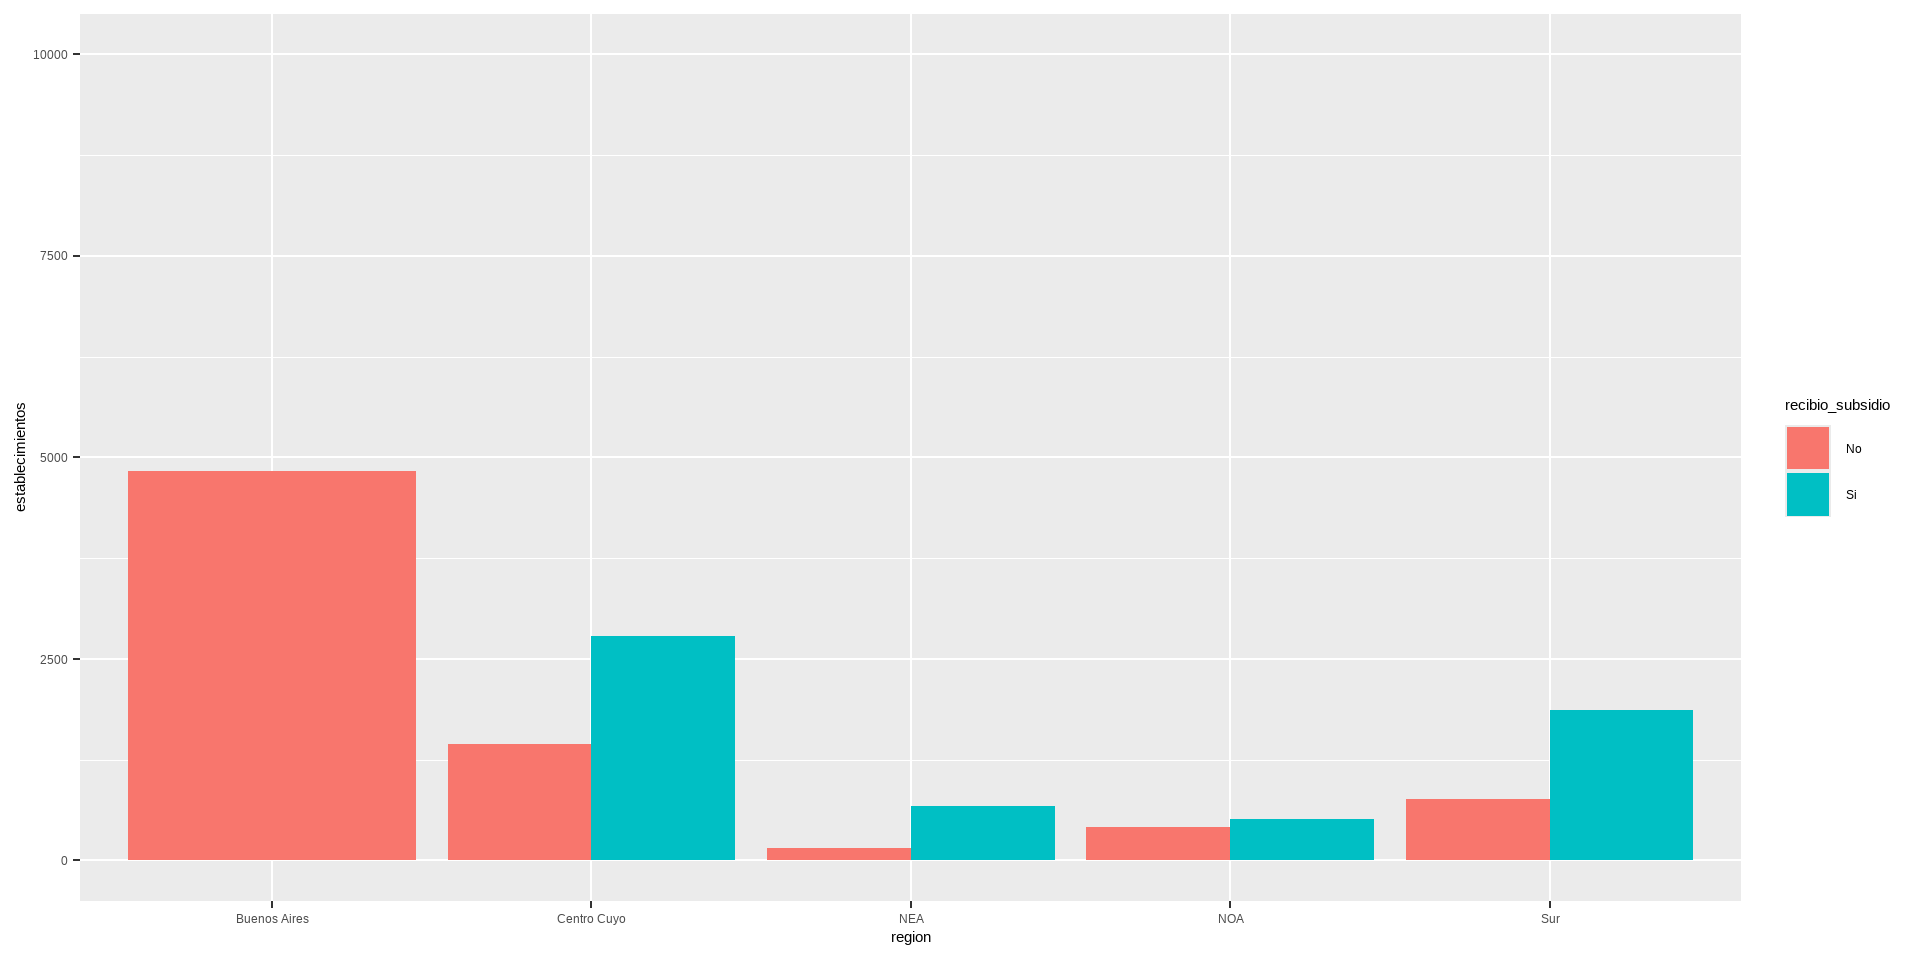 10000
7500
5000
2500
0
establecimientos
Buenos Aires
Centro Cuyo
NEA
NOA
Sur
region
recibio_subsidio
No
Si